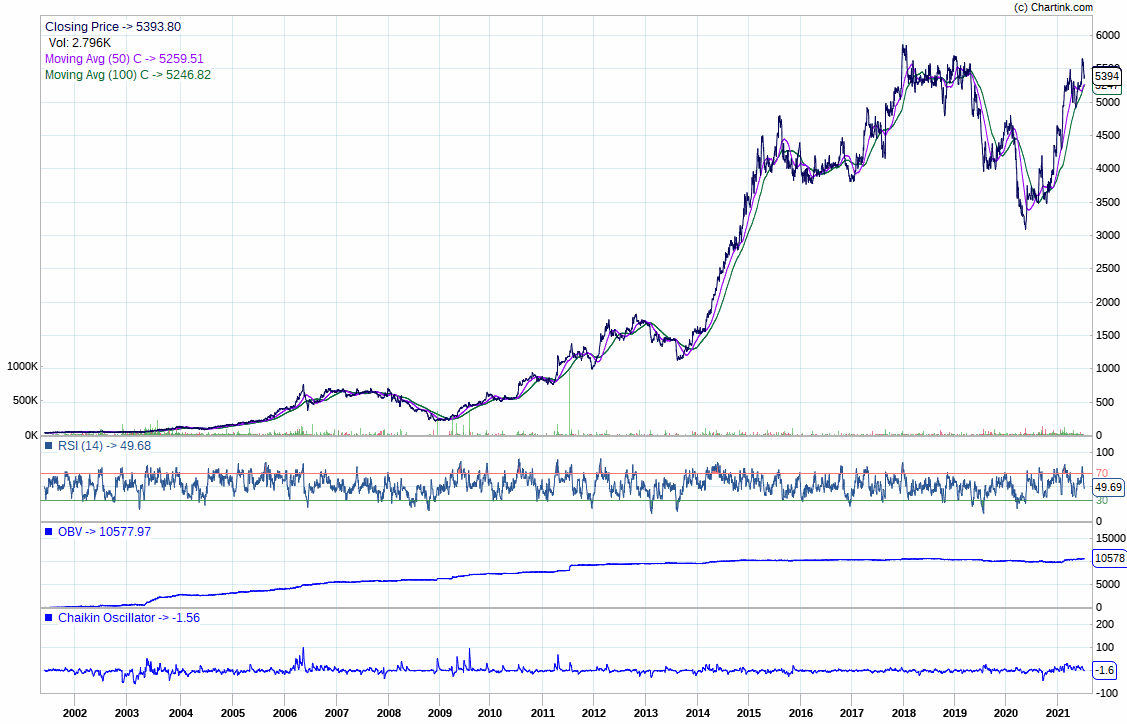 (c) Chartink.com
Closing Price -> 5393.80
Vol: 2.796K
Moving Avg (50) C -> 5259.51
Moving Avg (100) C -> 5246.82
6000
5500
5394
5247
5000
4500
4000
3500
3000
2500
2000
1500
1000
500
0
1000K
500K
0K
RSI (14) -> 49.68
100
70
49.69
30
0
OBV -> 10577.97
15000
10578
5000
0
Chaikin Oscillator -> -1.56
200
100
-1.6
-100
2002 2003 2004 2005 2006 2007 2008 2009 2010 2011 2012 2013 2014 2015 2016 2017 2018 2019 2020 2021